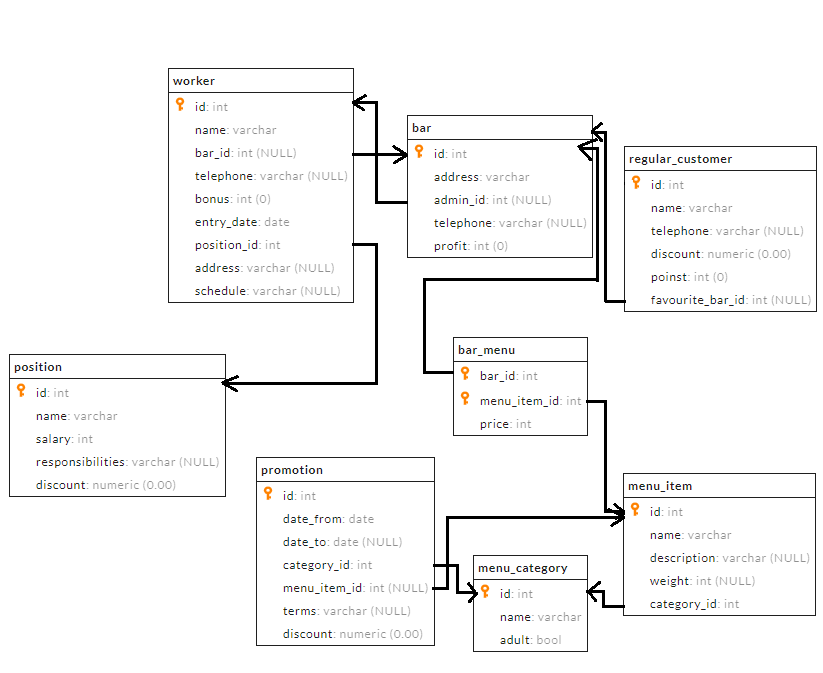 worker
id: int
name: varchar
bar_id: int (NULL)
telephone: varchar (NULL)
bonus: int (0)
entry_date: date
position_id: int
address: varchar (NULL)
schedule: varchar (NULL)
bar
id: int
address: varchar
admin_id: int (NULL)
telephone: varchar (NULL)
profit: int (0)
regular_customer
id: int
name: varchar
telephone: varchar (NULL)
discount: numeric (0.00)
poinst: int (0)
favourite_bar_id: int (NULL)
position
id: int
name: varchar
salary: int
responsibilities: varchar (NULL)
discount: numeric (0.00)
bar_menu
bar_id: int
menu_item_id: int
price: int
promotion
id: int
date_from: date
date_to: date (NULL)
category_id: int
menu_item_id: int (NULL)
terms: varchar (NULL)
discount: numeric (0.00)
menu_category
id: int
name: varchar
adult: bool
menu_item
id: int
name: varchar
description: varchar (NULL)
weight: int (NULL)
category_id: int